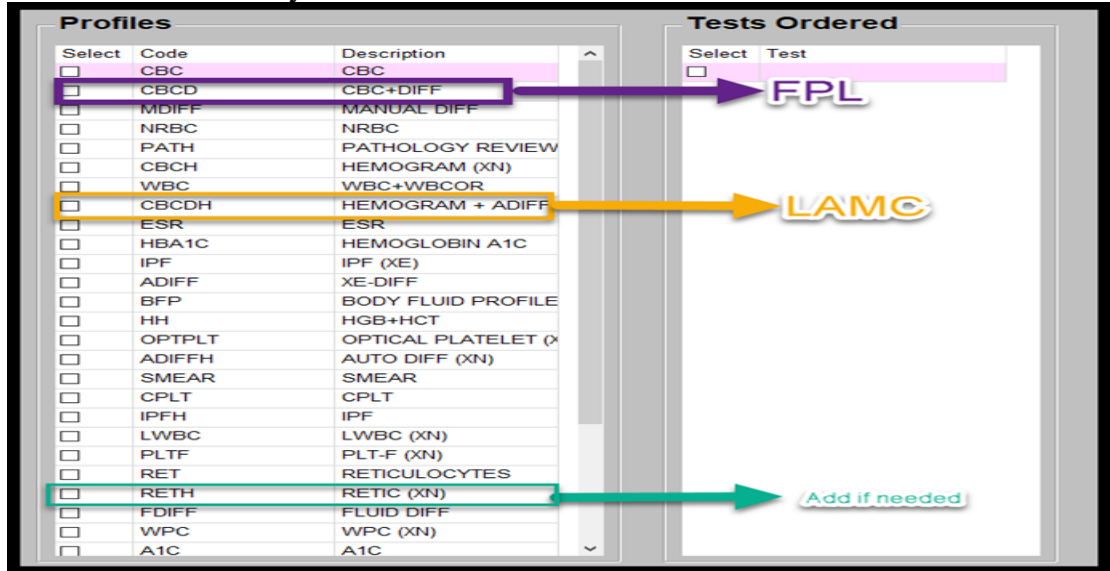 Profiles
Tests Ordered
Select Code Description
Select Test
CBC CBC
CBCD CBC+DIFF
FPL
MDIFF MANUAL DIFF
NRBC NRBC
PATH PATHOLOGY REVIEW
CBCH HEMOGRAM (XN)
WBC WBC+WBCOR
CBCDH HEMOGRAM + ADIFF
LAMC
ESR ESR
HBA1C HEMOGLOBIN A1C
IPF IPF (XE)
ADIFF XE-DIFF
BFP BODY FLUID PROFILE
HH HGB+HCT
OPTPLT OPTICAL PLATELET (X
ADIFFH AUTO DIFF (XN)
SMEAR SMEAR
CPLT CPLT
IPFH IPF
LWBC LWBC (XN)
PLTF PLT-F (XN)
RET RETICULOCYTES
RETH RETIC (XN)
Add if needed
FDIFF FLUID DIFF
WPC WPC (XN)
A1C A1C